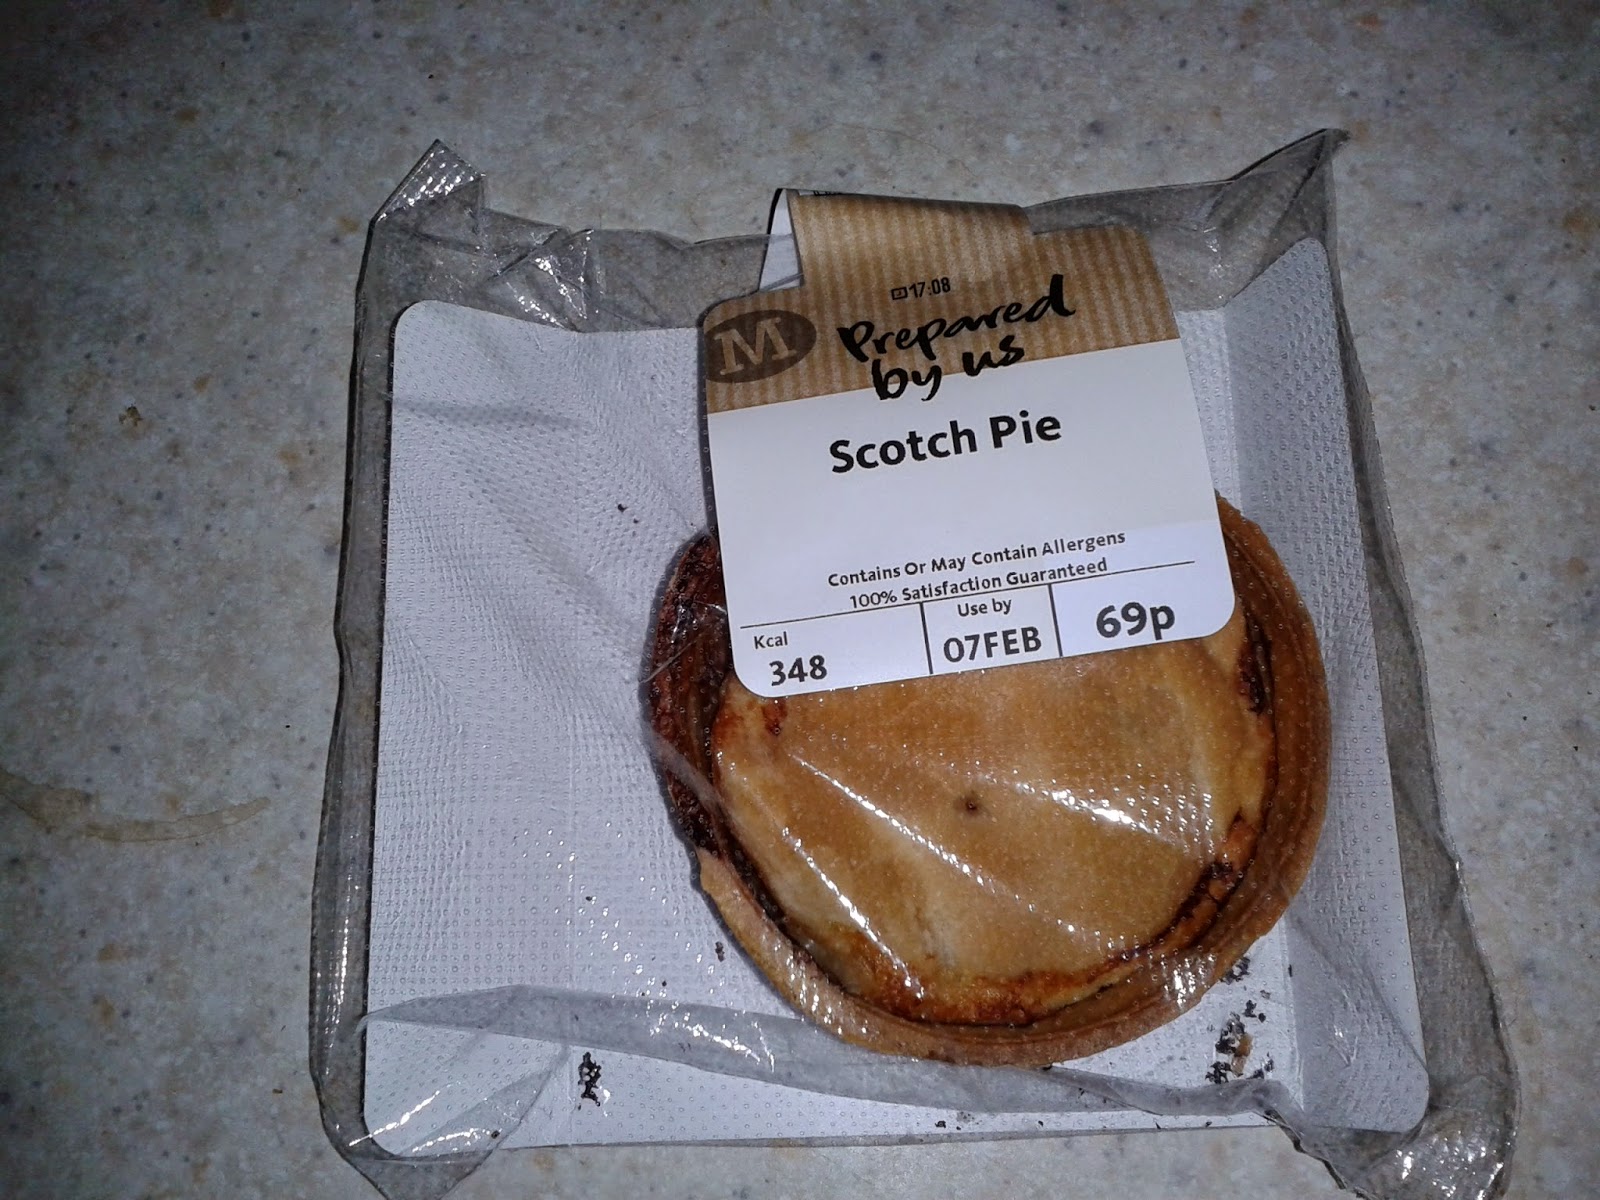 17:08
M
Prepared
by us
Scotch Pie
Contains Or May Contain Allergens
100% Satisfaction Guaranteed
Kcal
348
Use by
07FEB
69p